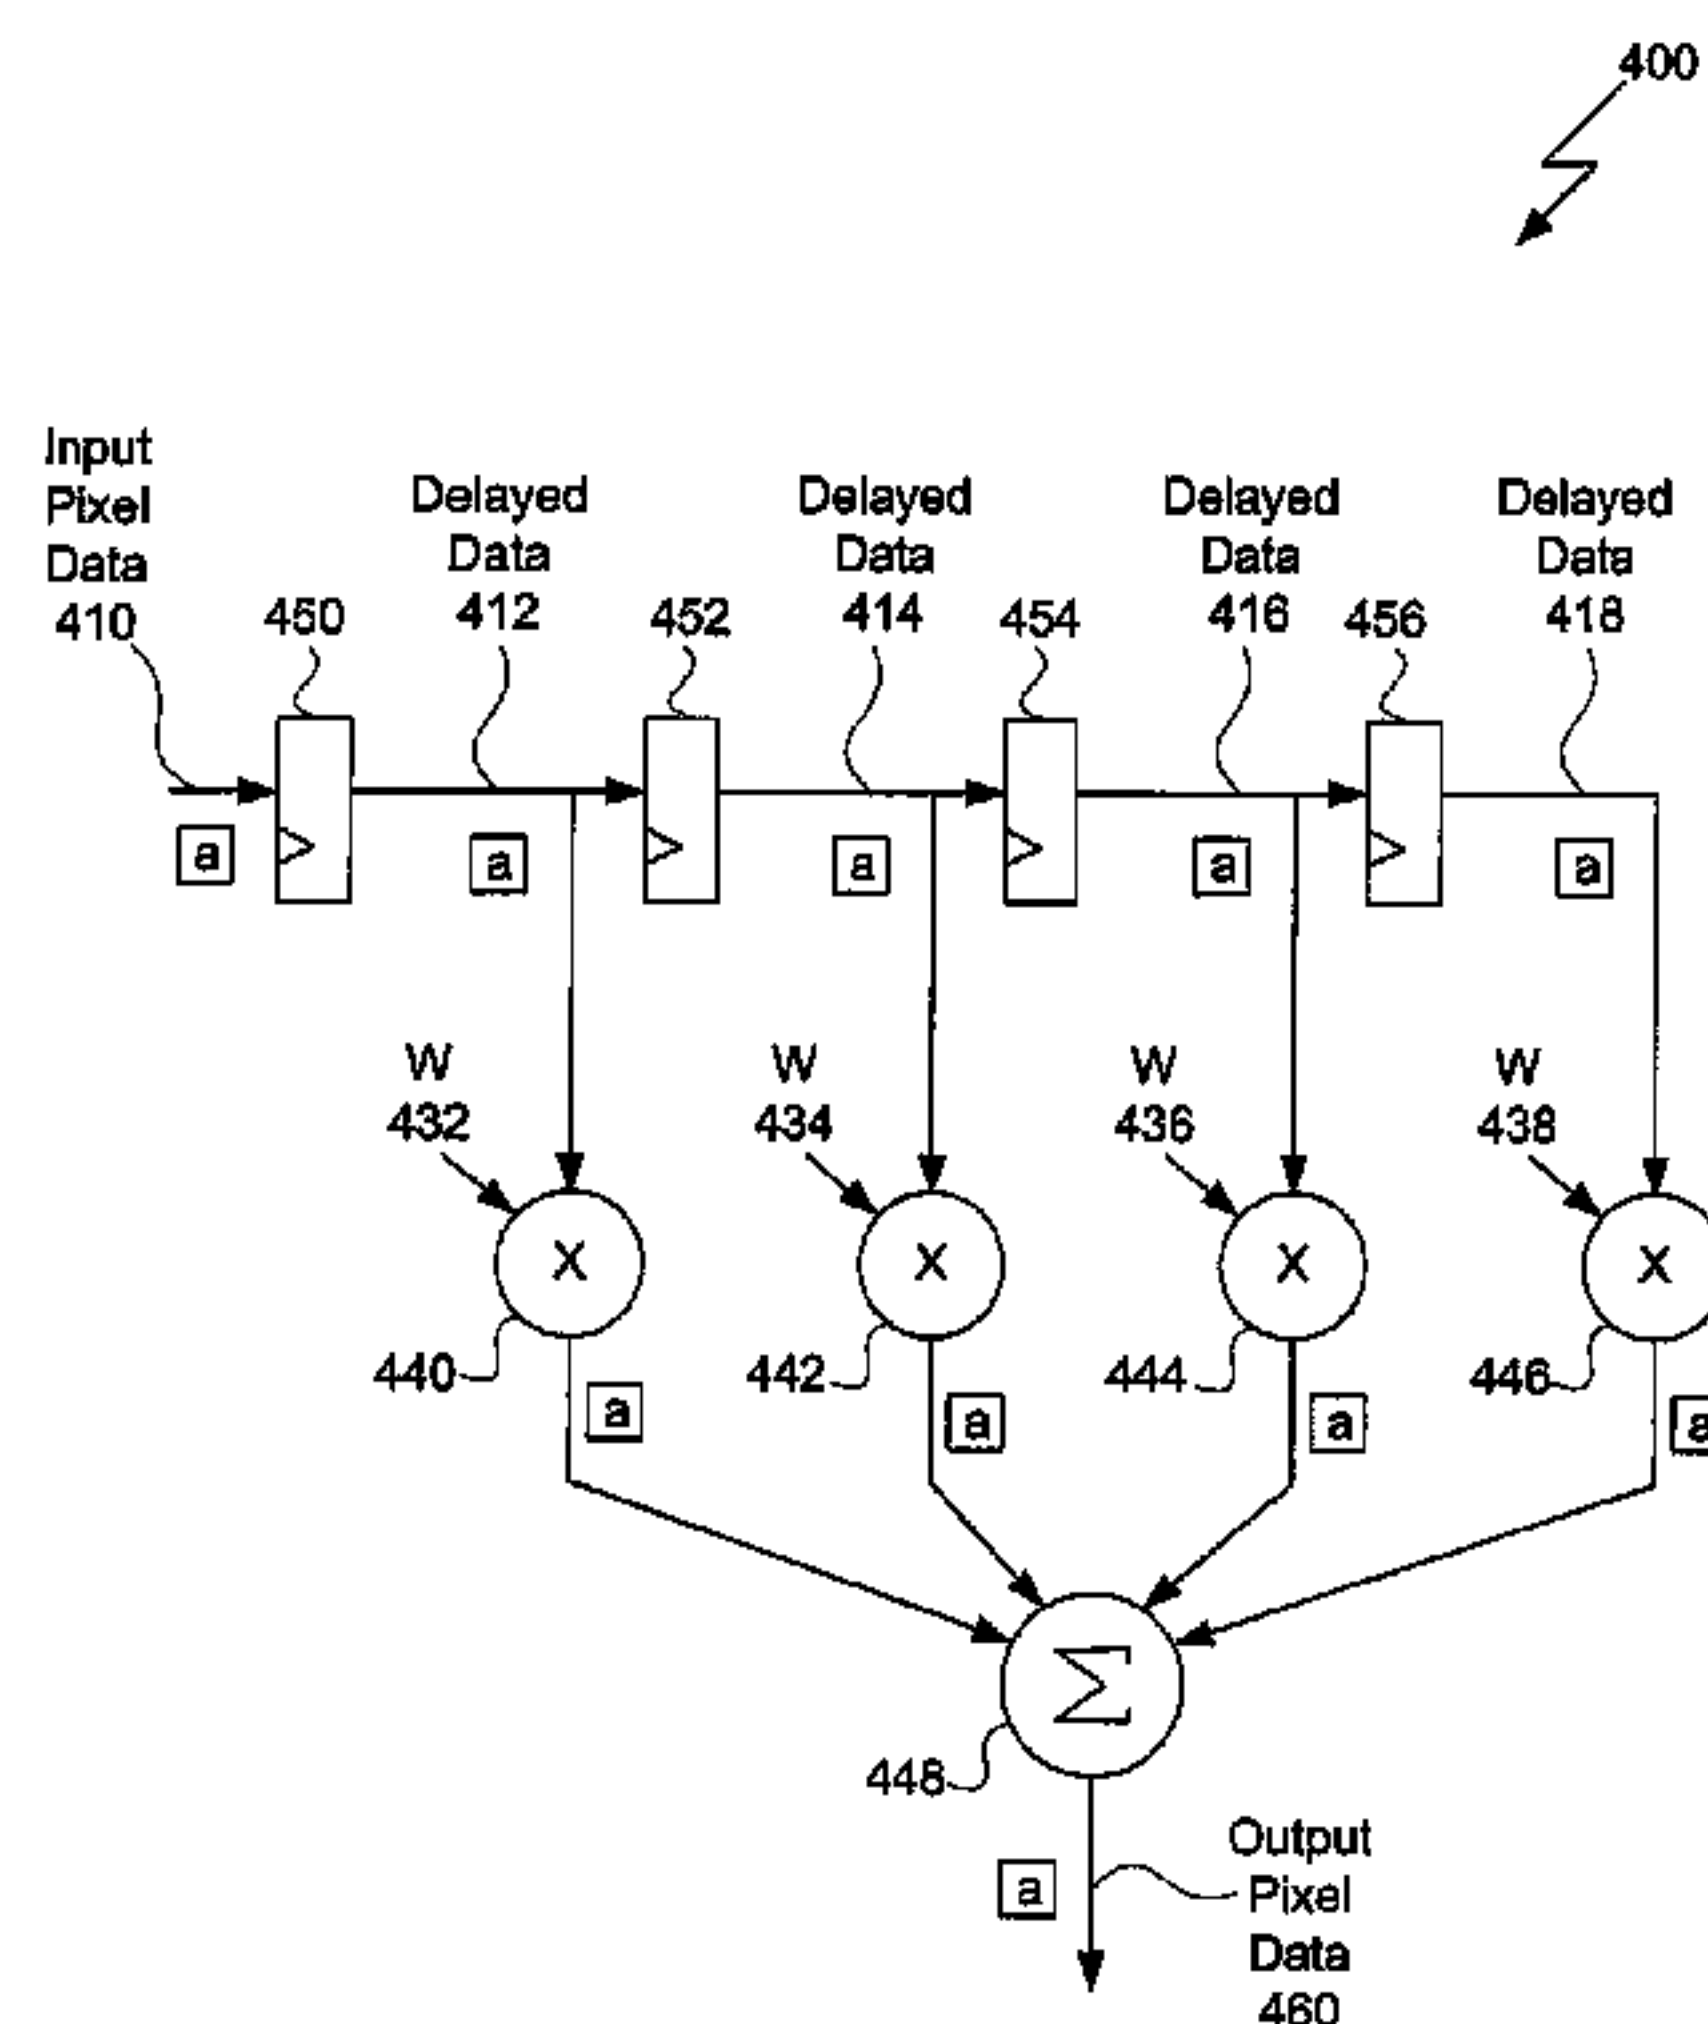 400
Input
Pixel
Data
410
450
Delayed
Data
412
452
Delayed
Data
414
454
Delayed
Data
416
456
Delayed
Data
418
a
a
a
a
a
W
432
W
434
W
436
W
438
X
X
X
X
440
442
444
446
a
a
a
a
Σ
448
a
Output
Pixel
Data
460